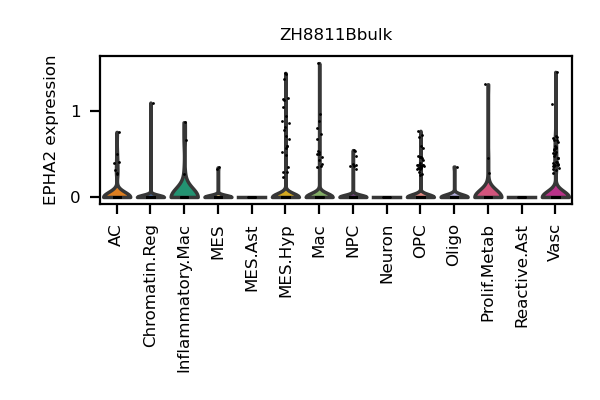 ZH8811Bbulk
EPHA2 expression
1
0
AC
Chromatin.Reg
Inflammatory.Mac
MES
MES.Ast
MES.Hyp
Mac
NPC
Neuron
OPC
Oligo
Prolif.Metab
Reactive.Ast
Vasc